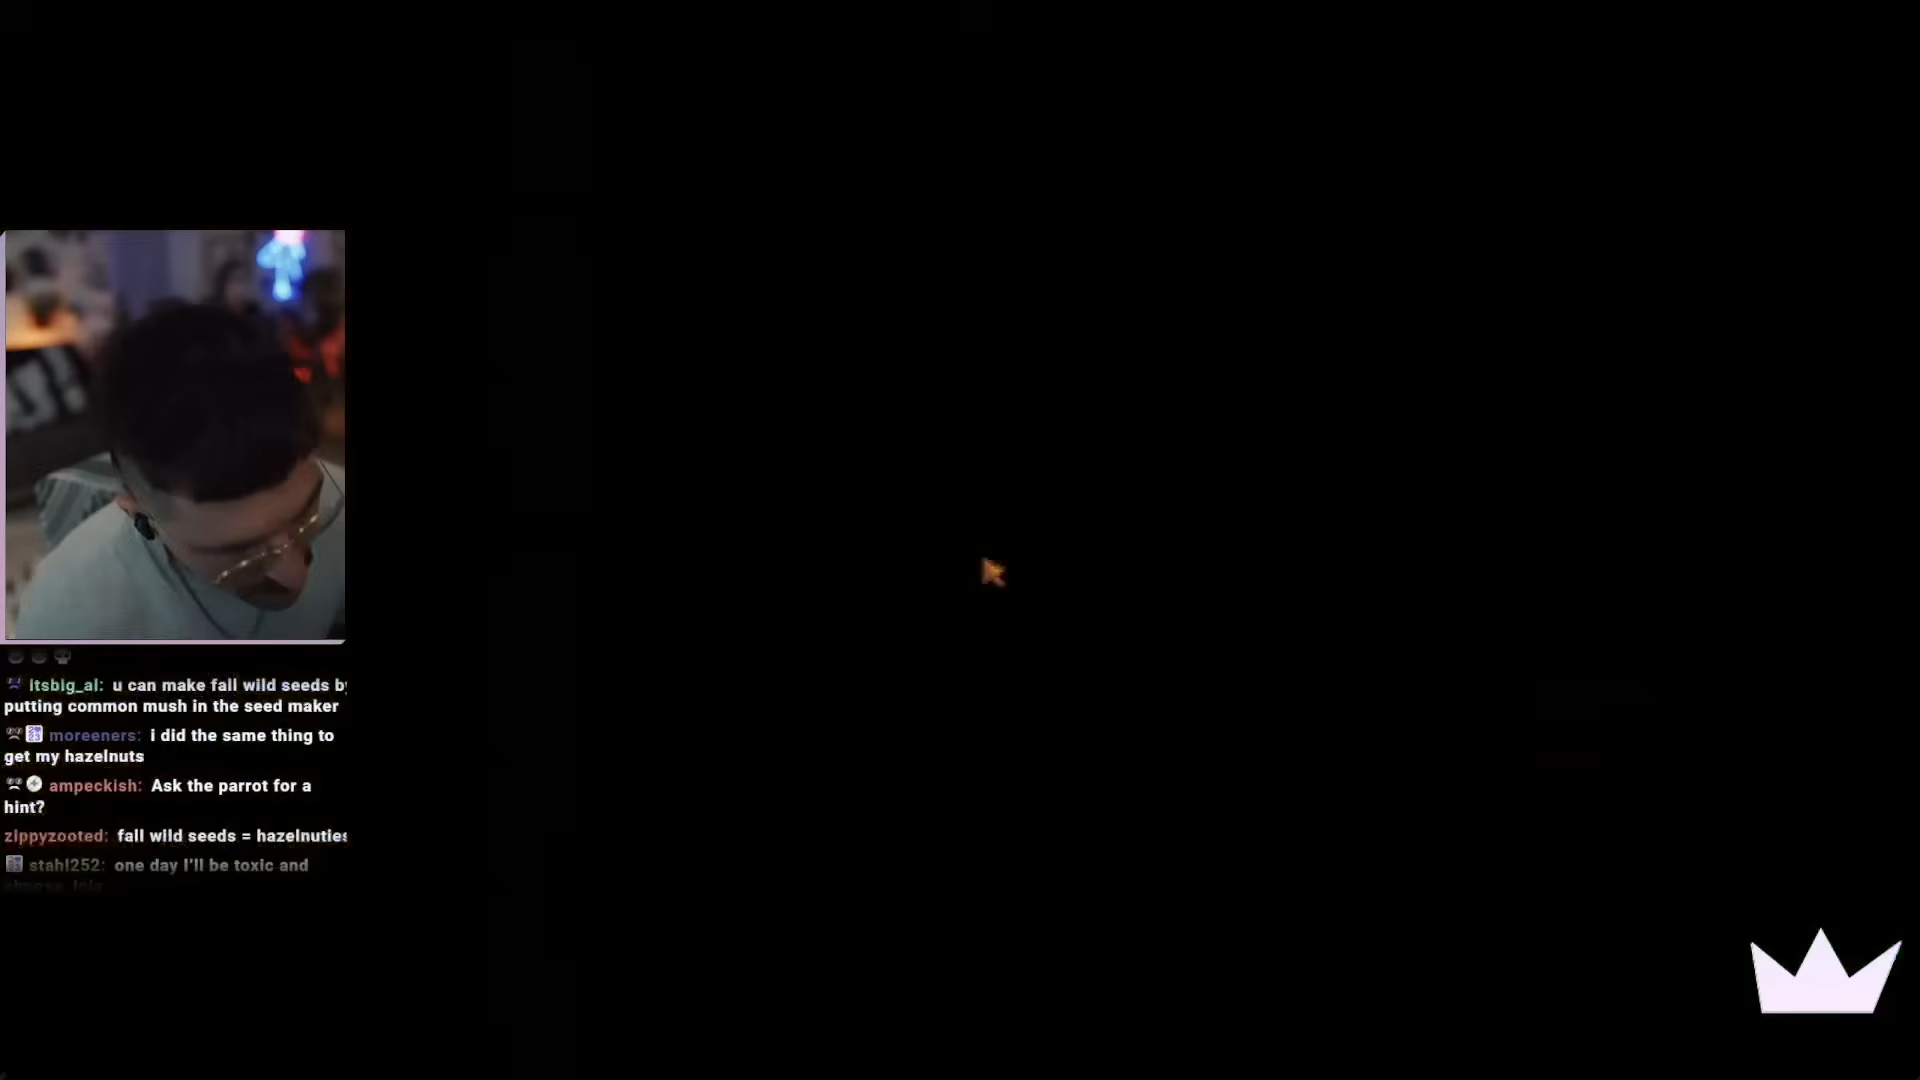 itsbig_al: u can make fall wild seeds by
putting common mush in the seed maker
moreeners: i did the same thing to
get my hazelnuts
ampeckish: Ask the parrot for a
hint?
zippyzooted: fall wild seeds = hazelnuties
stahl252: one day I'll be toxic and